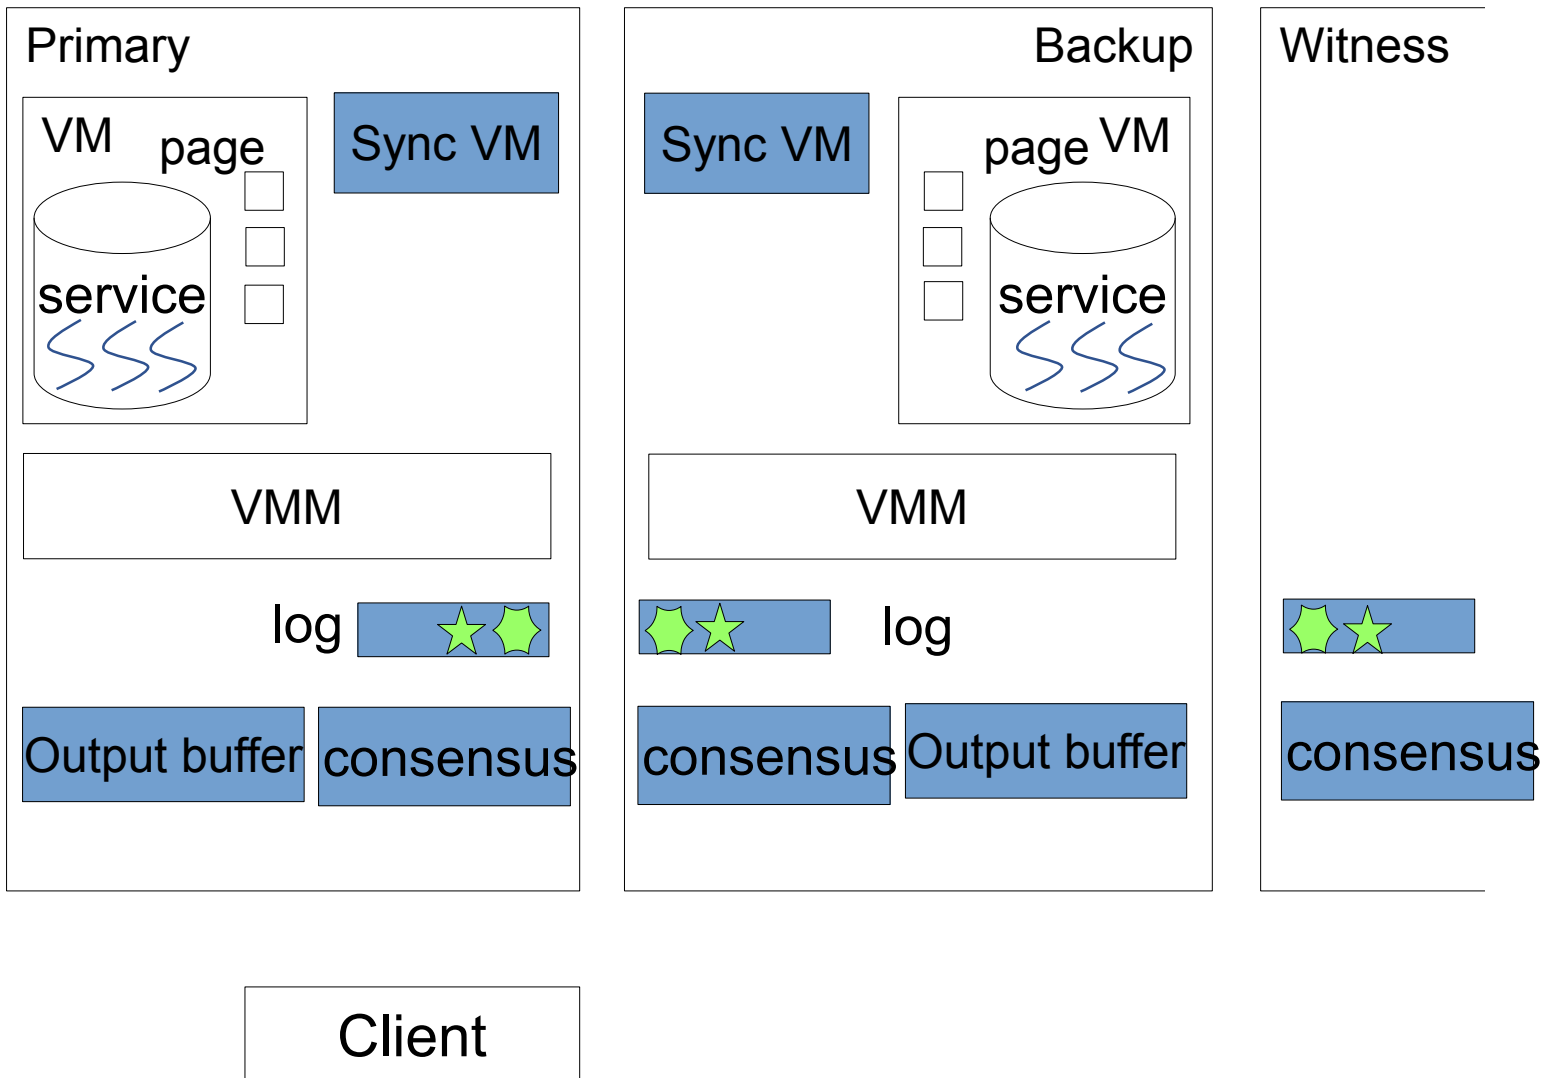 Primary
VM
page
Sync VM
service
VMM
log
Output buffer
consensus
Backup
Sync VM
page
VM
service
VMM
log
consensus
Output buffer
Witness
consensus
Client